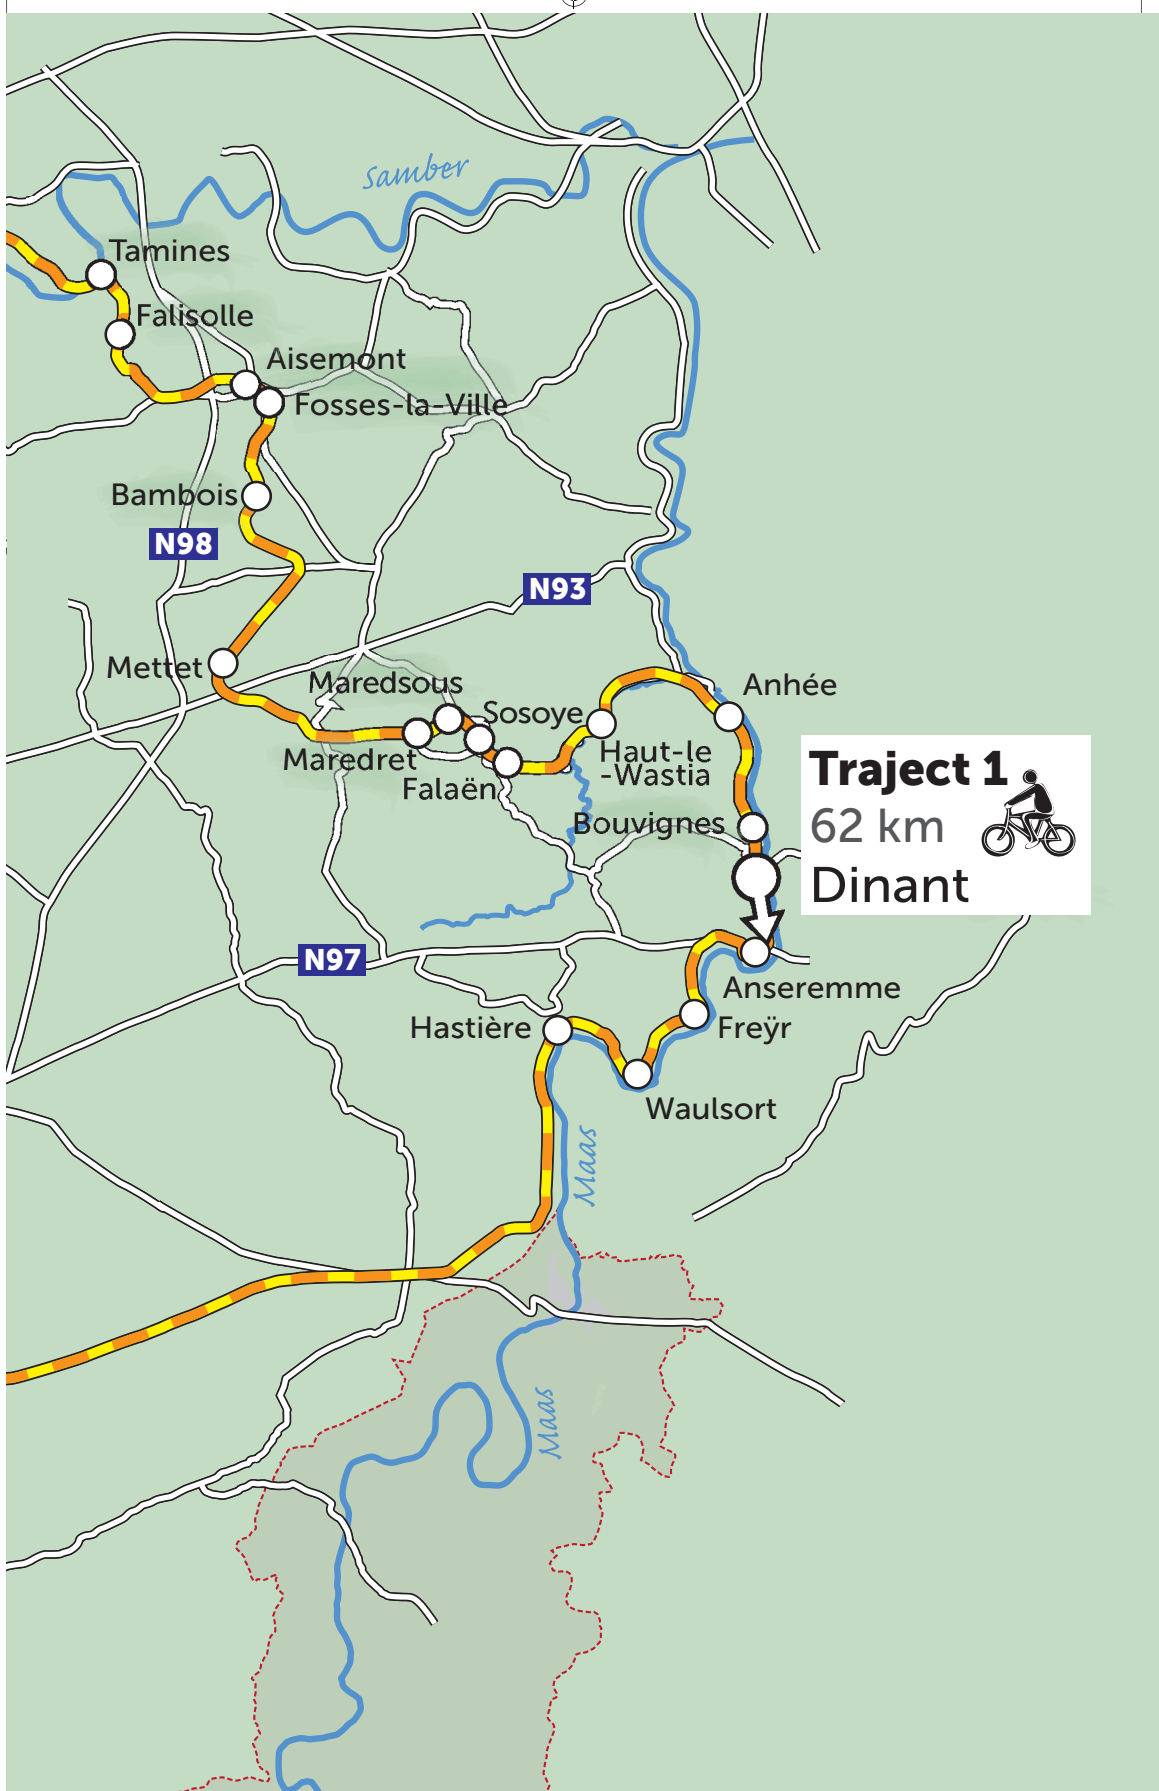 Samber
Tamines
Falisolle
Aisemont
Fosses-la-Ville
Bambois
N98
N93
Mettet
Maredsous
Anhée
Sosoye
Maredret
Haut-le
-Wastia
Falaën
Traject 1
62 km
Dinant
Bouvignes
N97
Anseremme
Hastière
Freÿr
Waulsort
Maas
Maas